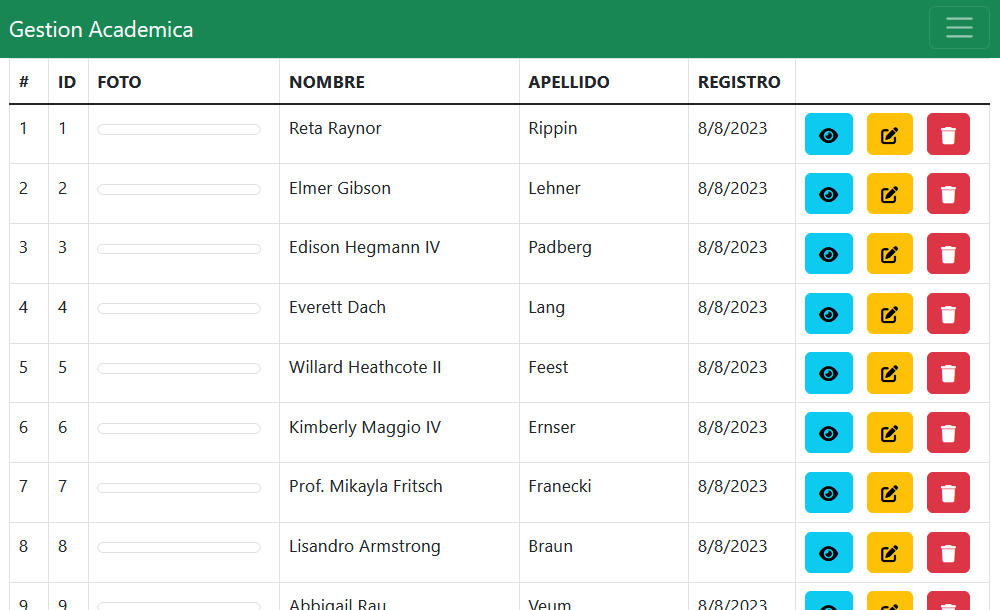 Gestion Academica
# ID FOTO NOMBRE APELLIDO REGISTRO
1 1 Reta Raynor Rippin 8/8/2023
2 2 Elmer Gibson Lehner 8/8/2023
3 3 Edison Hegmann IV Padberg 8/8/2023
4 4 Everett Dach Lang 8/8/2023
5 5 Willard Heathcote II Feest 8/8/2023
6 6 Kimberly Maggio IV Ernser 8/8/2023
7 7 Prof. Mikayla Fritsch Franecki 8/8/2023
8 8 Lisandro Armstrong Braun 8/8/2023
9 9 Abbigail Rau Veum 8/8/2023